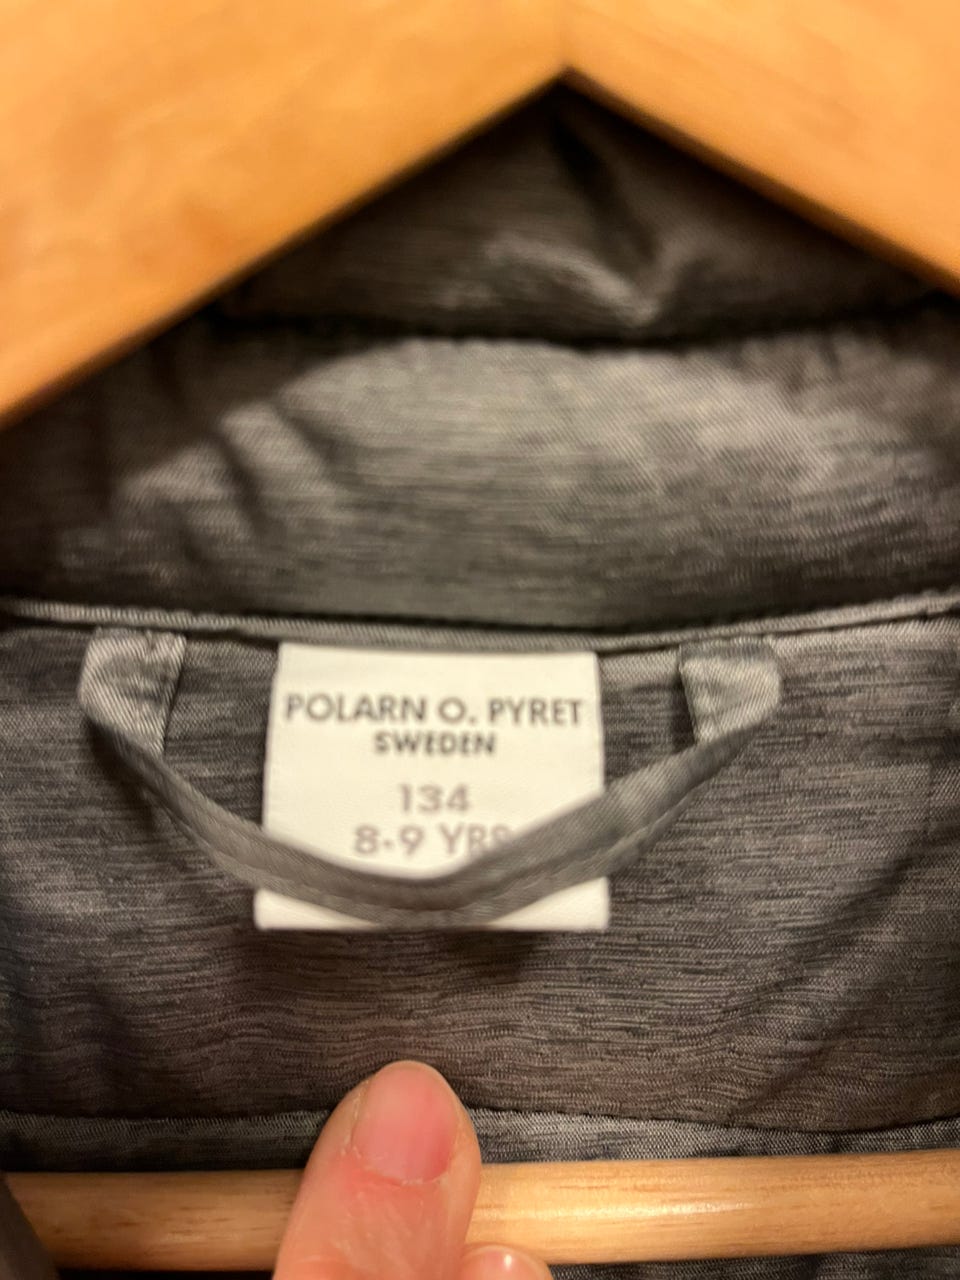 POLARN O. PYRET
SWEDEN
134
8-9 YRS